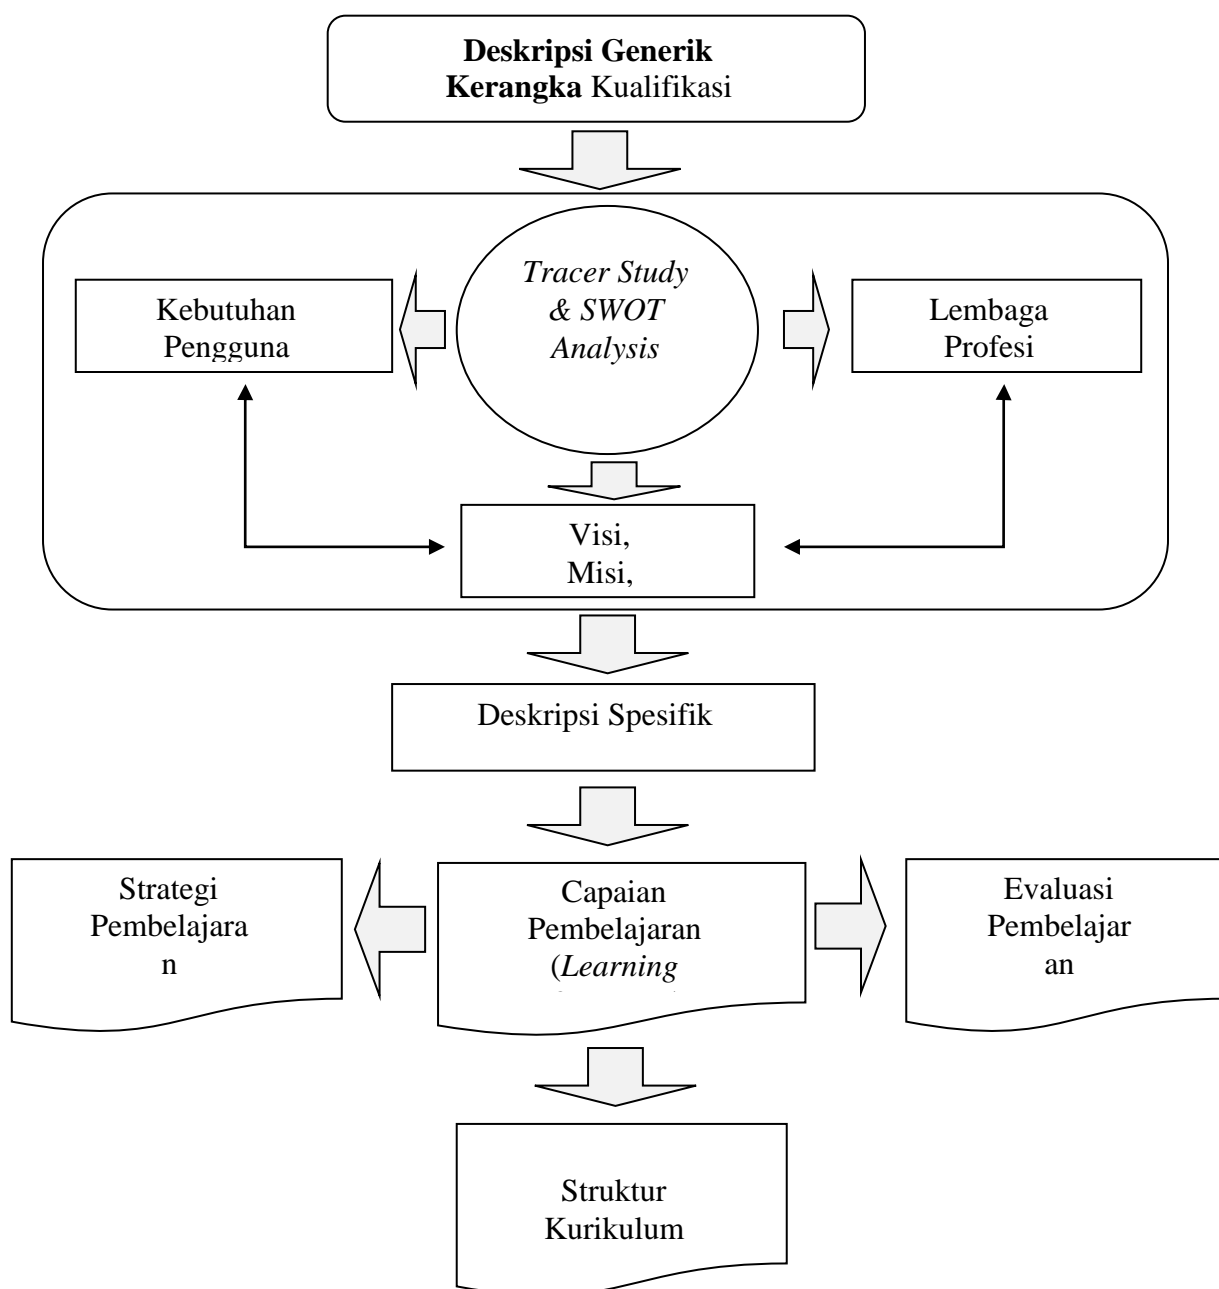 Deskripsi Generik
Kerangka Kualifikasi
Tracer Study
& SWOT
Analysis
Kebutuhan
Pengguna
Lembaga
Profesi
Visi,
Misi,
Deskripsi Spesifik
Strategi
Pembelajara
n
Capaian
Pembelajaran
(Learning
Evaluasi
Pembelajar
an
Struktur
Kurikulum